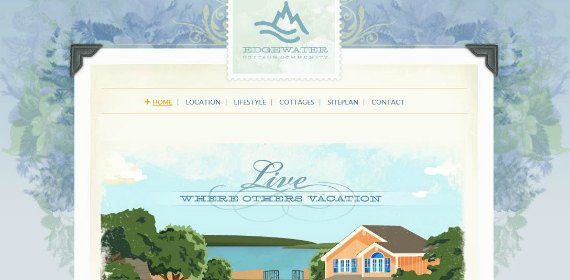 EDGEWATER
COTTAGE COMMUNITY
+ HOME | LOCATION | LIFESTYLE | COTTAGES | SITEPLAN | CONTACT
Live
WHERE OTHERS VACATION